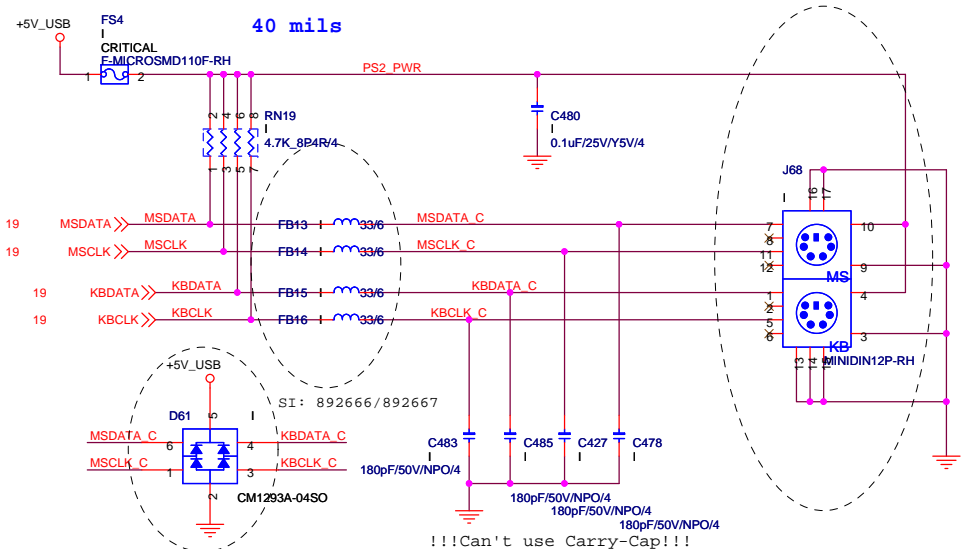 +5V_USB
FS4
I
CRITICAL
F-MICROSMD110F-RH
1
2
40 mils
PS2_PWR
2 4 6 8
RN19
I
4.7K_8P4R/4
1 3 5 7
C480
I
0.1uF/25V/Y5V/4
J68
I
16 17
19 MSDATA MSDATA FB13 I 33/6 MSDATA_C 7 10
8
19 MSCLK MSCLK FB14 I 33/6 MSCLK_C 11
12 9
MS
19 KBDATA KBDATA FB15 I 33/6 KBDATA_C 1 4
2
19 KBCLK KBCLK FB16 I 33/6 KBCLK_C 5
6 3
KB
MINIDIN12P-RH
13 14
+5V_USB
SI: 892666/892667
D61
I
5
MSDATA_C 6 4 KBDATA_C
MSCLK_C 1 3 KBCLK_C
2
CM1293A-04SO
C483 C485 C427 C478
I I I I
180pF/50V/NPO/4
180pF/50V/NPO/4
180pF/50V/NPO/4
180pF/50V/NPO/4
!!!Can't use Carry-Cap!!!